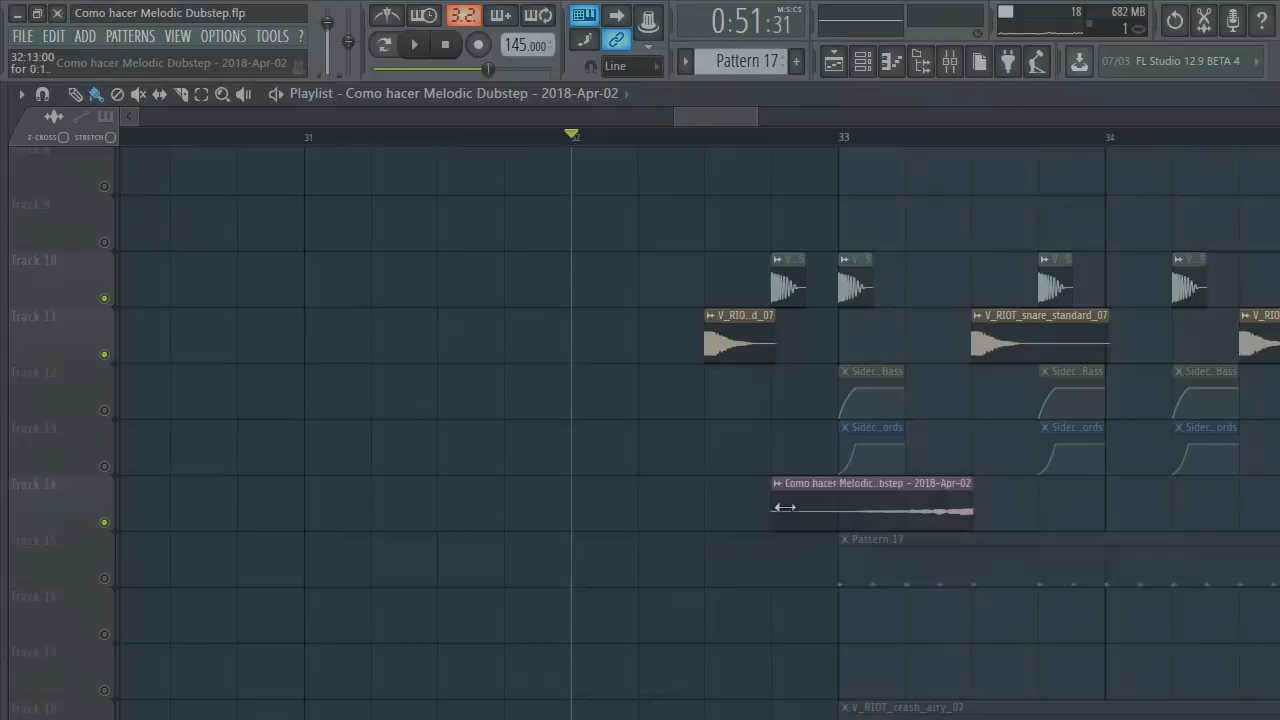 Como hacer Melodic Dubstep.flp
FILE EDIT ADD PATTERNS VIEW OPTIONS TOOLS ?
32:13:00
for 0:1..
Como hacer Melodic Dubstep - 2018-Apr-02
3.2.
145.000
Line
0:51:31
M:S:CS
Pattern 17
18
682 MB
1
07/03 FL Studio 12.9 BETA 4
Playlist - Como hacer Melodic Dubstep - 2018-Apr-02
Z-CROSS STRETCH
31
32
33
34
Track 9
Track 10
V_RIO…d_07
V_RIOT_snare_standard_07
V_RIO
Track 11
Track 12
Sidec…Bass
Sidec…Bass
Sidec…Bass
Track 13
Sidec…ords
Sidec…ords
Sidec…ords
Track 14
Como hacer Melodic…bstep - 2018-Apr-02
Track 15
Pattern 17
Track 16
Track 17
Track 18
V_RIOT_crash_airy_02